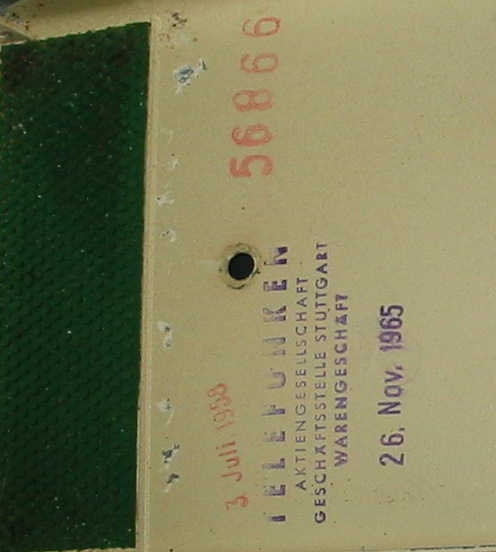 56866
3. Juli 1958
TELEFUNKEN
AKTIENGESELLSCHAFT
GESCHÄFTSSTELLE STUTTGART
WARENGESCHÄFT
26. Nov. 1965